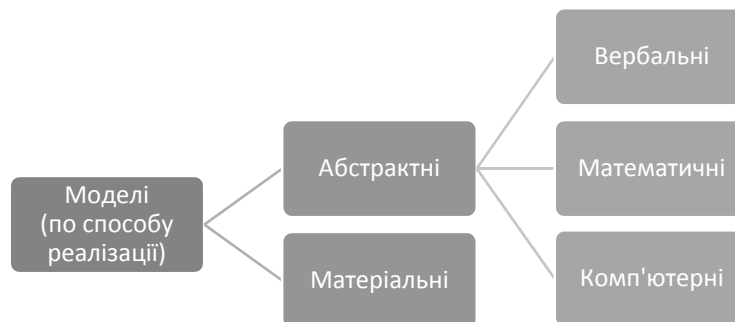 Моделі
(по способу
реалізації)
Абстрактні
Матеріальні
Вербальні
Математичні
Комп'ютерні